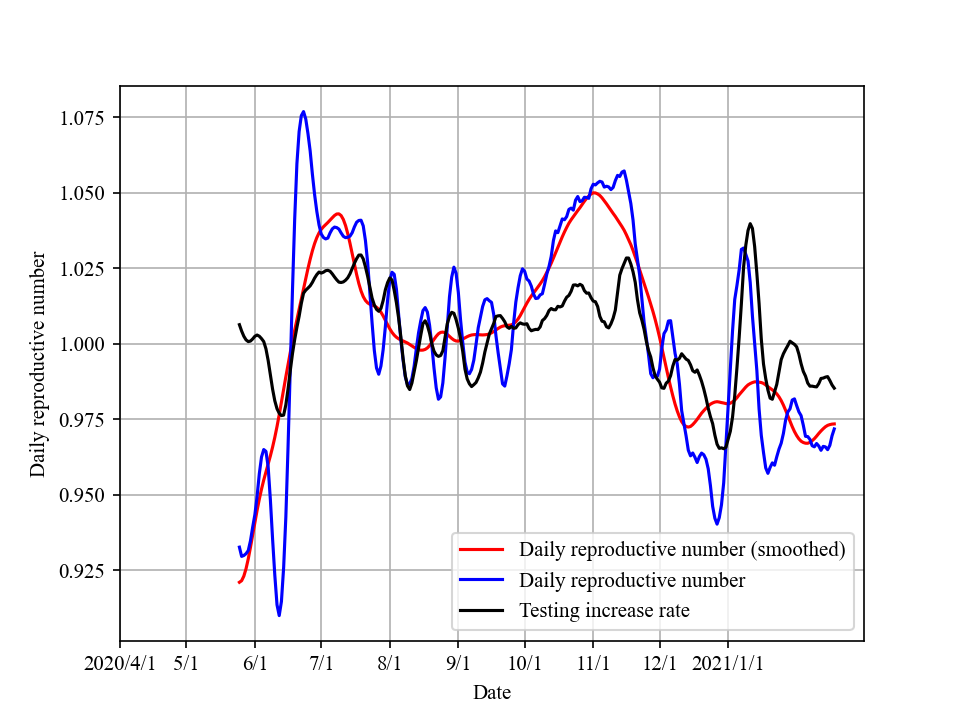 1.075
1.050
1.025
1.000
0.975
0.950
0.925
Daily reproductive number
Daily reproductive number (smoothed)
Daily reproductive number
Testing increase rate
2020/4/1 5/1 6/1 7/1 8/1 9/1 10/1 11/1 12/1 2021/1/1
Date